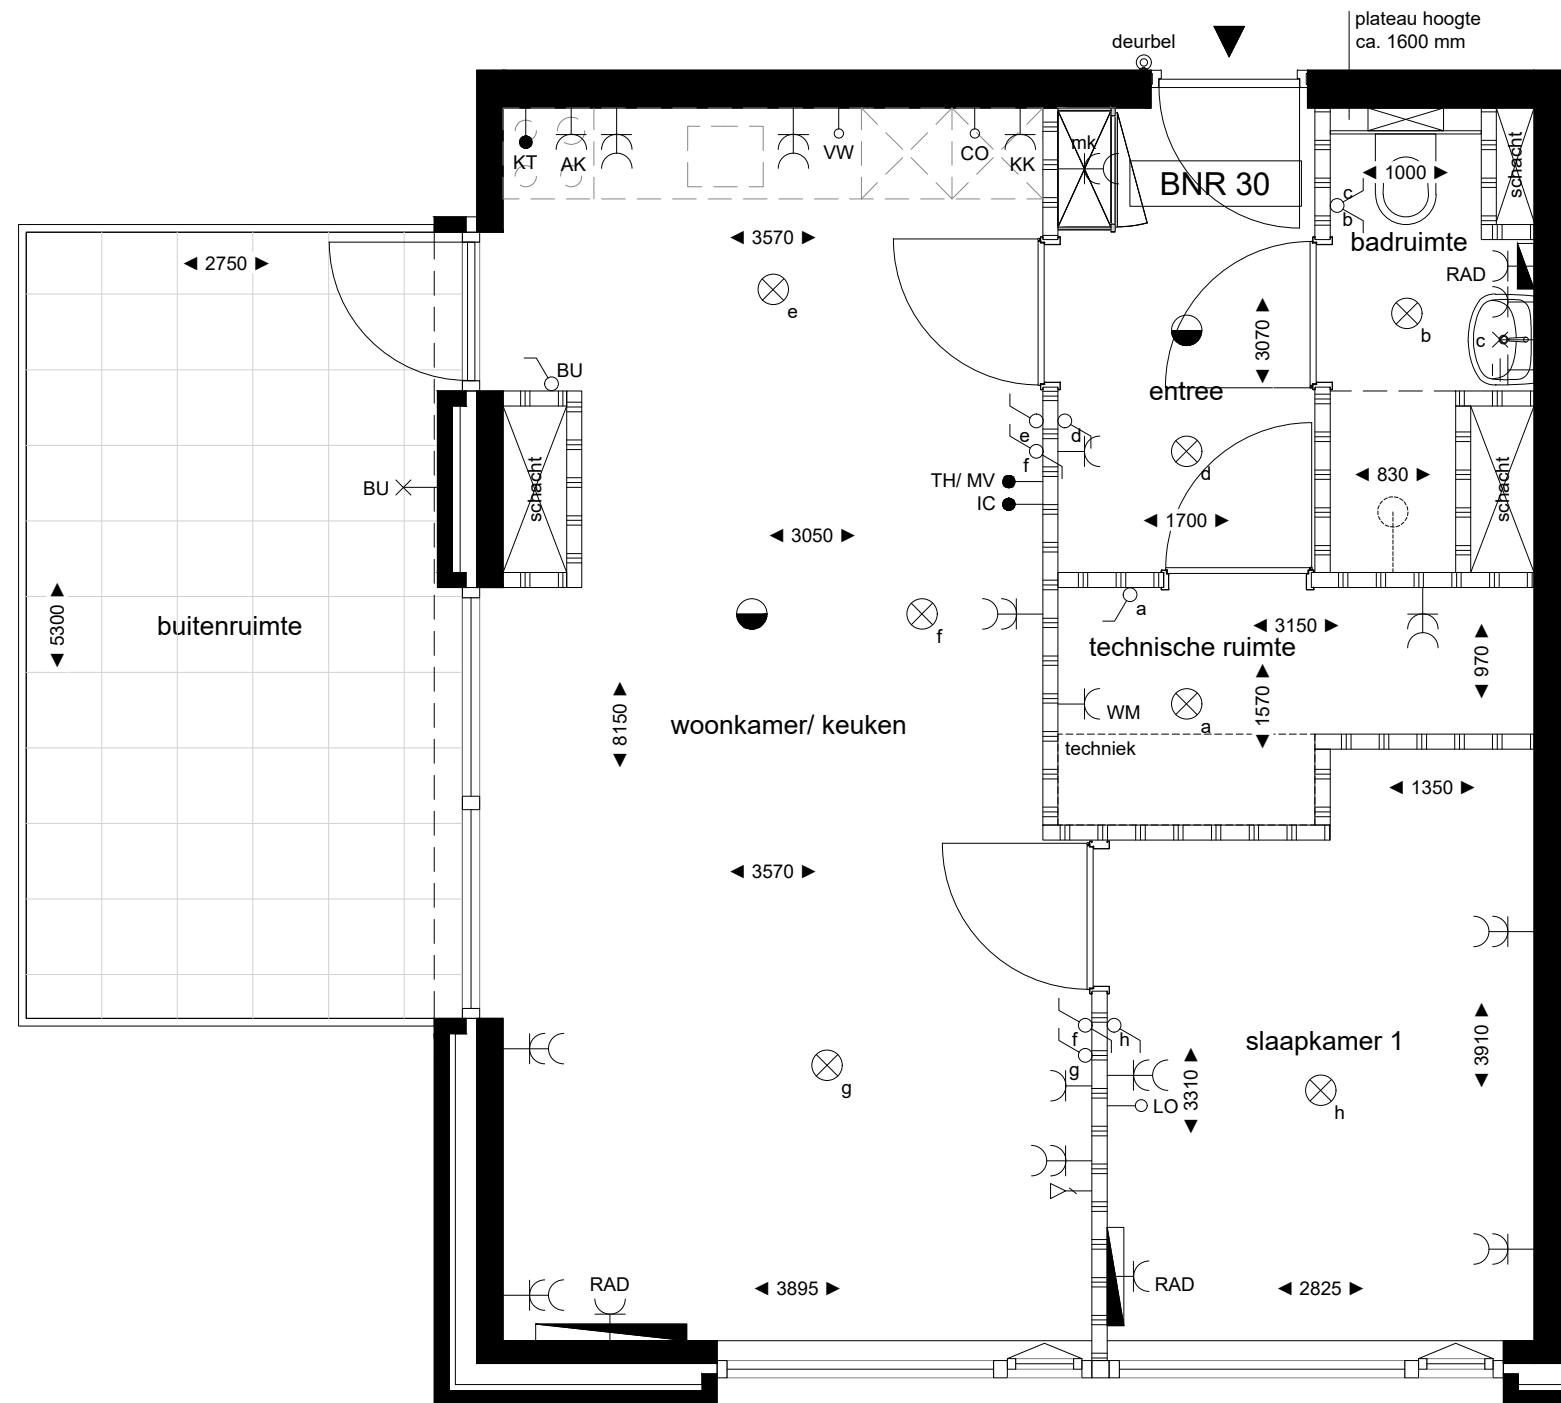 plateau hoogte
ca. 1600 mm
deurbel
KT
AK
VW
CO
KK
mk
BNR 30
1000
schacht
c
b
badruimte
RAD
2750
3570
e
b
c
3070
entree
BU
BU
schacht
e
d
f
d
TH/ MV
IC
830
schacht
1700
3050
5300
buitenruimte
f
a
3150
technische ruimte
970
1570
8150
woonkamer/ keuken
WM
a
techniek
1350
3570
f
h
g
slaapkamer 1
3910
3310
g
LO
h
RAD
RAD
3895
2825